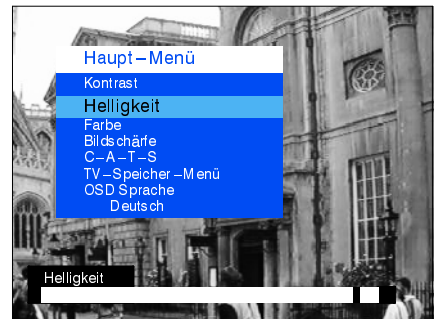 Haupt–Menü
Kontrast
Helligkeit
Farbe
Bildschärfe
C–A–T–S
TV–Speicher–Menü
OSD Sprache
Deutsch
Helligkeit